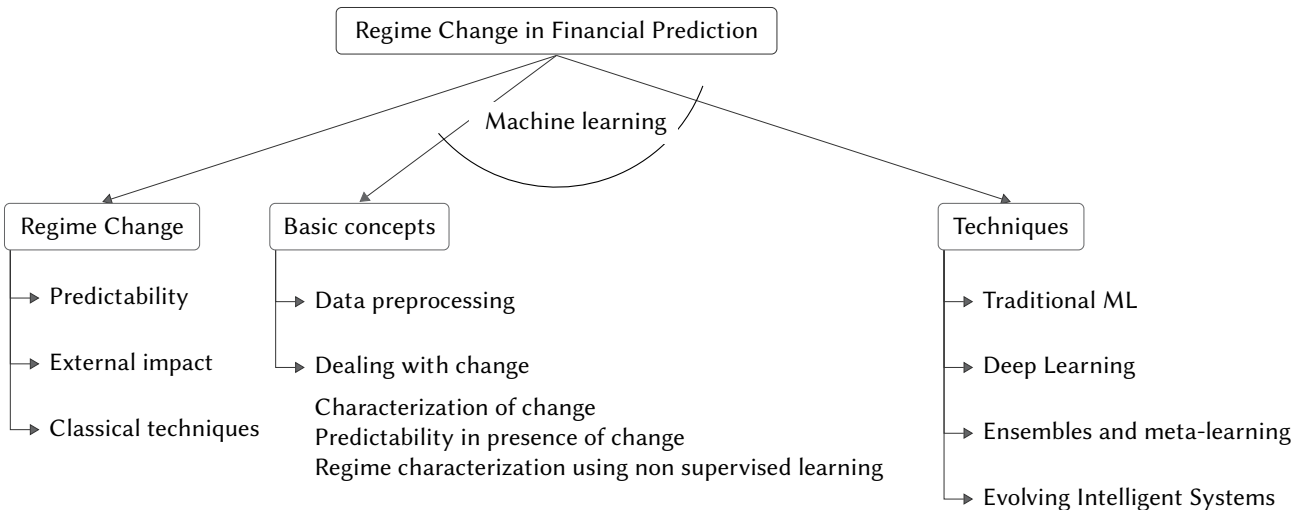 Regime Change in Financial Prediction
Machine learning
Regime Change
Predictability
External impact
Classical techniques
Basic concepts
Data preprocessing
Dealing with change
Characterization of change
Predictability in presence of change
Regime characterization using non supervised learning
Techniques
Traditional ML
Deep Learning
Ensembles and meta-learning
Evolving Intelligent Systems